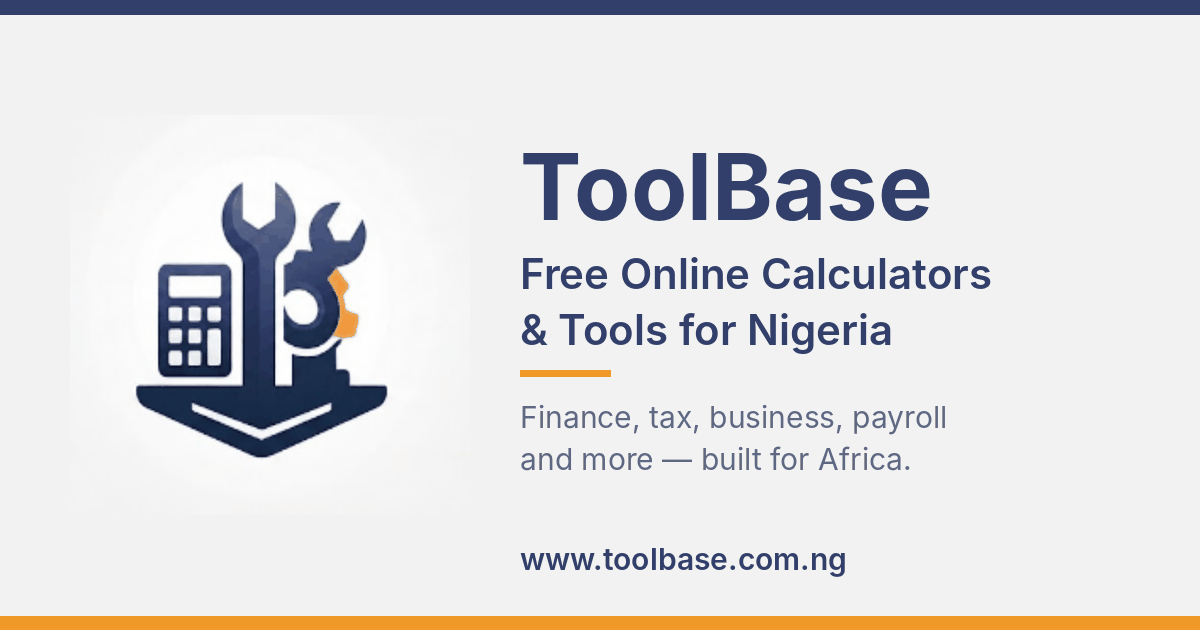 ToolBase
Free Online Calculators
& Tools for Nigeria
Finance, tax, business, payroll
and more — built for Africa.
www.toolbase.com.ng